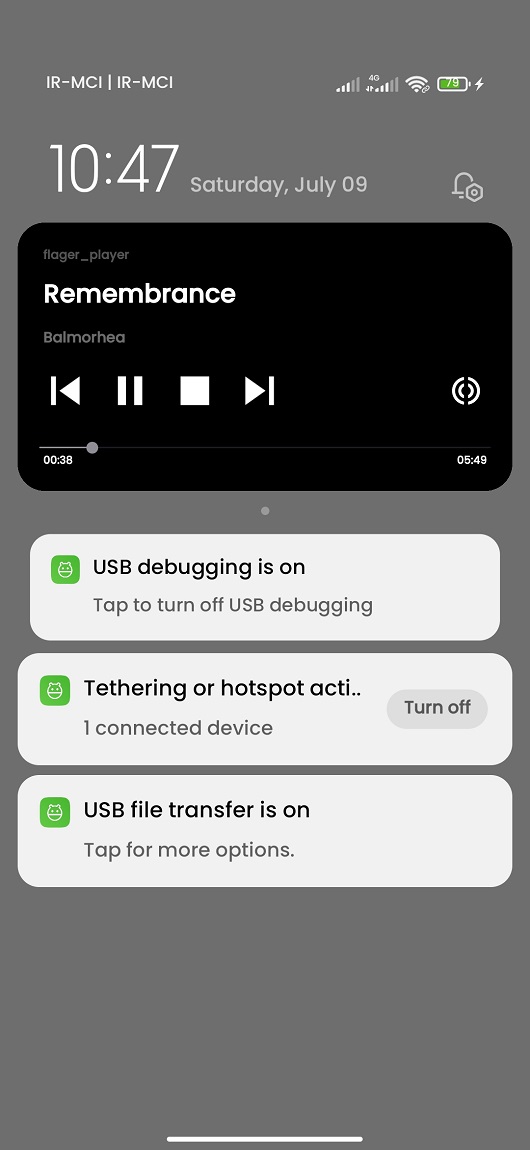 IR-MCI | IR-MCI
4G
79
10:47 Saturday, July 09
flager_player
Remembrance
Balmorhea
00:38 05:49
USB debugging is on
Tap to turn off USB debugging
Tethering or hotspot acti..
1 connected device
Turn off
USB file transfer is on
Tap for more options.